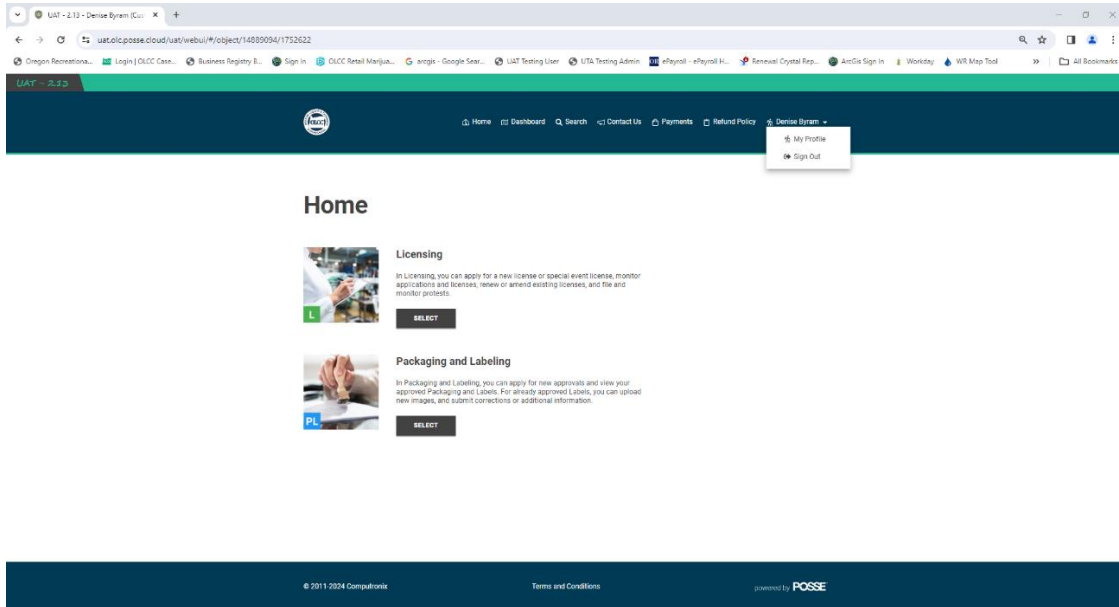 UAT - 2.13 - Denise Byram (Cus
uat.olc.posse.cloud/uat/webui/#/object/14889094/1752622
Oregon Recreationa... Login | OLCC Case... Business Registry B... Sign In OLCC Retail Marijua... arcgis - Google Sear... UAT Testing User UTA Testing Admin ePayroll - ePayroll H... Renewal Crystal Rep... ArcGis Sign In Workday WR Map Tool » All Bookmarks
UAT - 2.13
OLCC Home Dashboard Search Contact Us Payments Refund Policy Denise Byram
My Profile
Sign Out
Home
Licensing
In Licensing, you can apply for a new license or special event license, monitor
applications and licenses, renew or amend existing licenses, and file and
monitor protests.
L
SELECT
Packaging and Labeling
In Packaging and Labeling, you can apply for new approvals and view your
approved Packaging and Labels. For already approved Labels, you can upload
new images, and submit corrections or additional information.
PL
SELECT
© 2011-2024 Computronix Terms and Conditions powered by POSSE